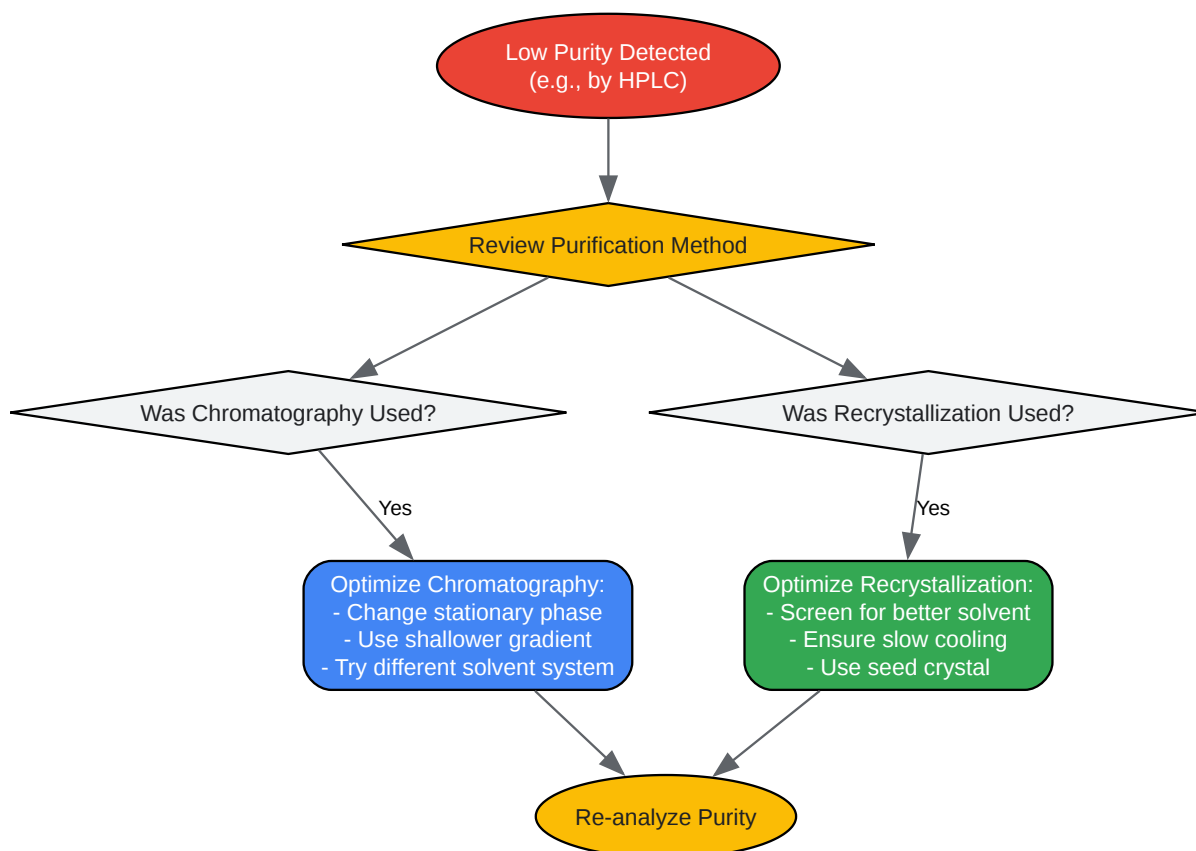 Low Purity Detected
(e.g., by HPLC)
Review Purification Method
Was Chromatography Used?
Was Recrystallization Used?
Yes
Yes
Optimize Chromatography:
- Change stationary phase
- Use shallower gradient
- Try different solvent system
Optimize Recrystallization:
- Screen for better solvent
- Ensure slow cooling
- Use seed crystal
Re-analyze Purity